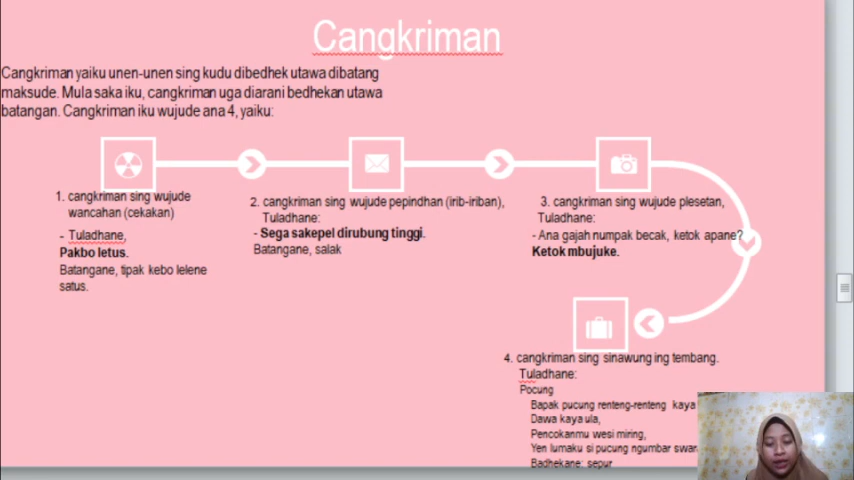 Cangkriman
Cangkriman yaiku unen-unen sing kudu dibedhek utawa dibatang
maksude. Mula saka iku, cangkriman uga diarani bedhekan utawa
batangan. Cangkriman iku wujude ana 4, yaiku:
1. cangkriman sing wujude
wancahan (cekakan)
- Tuladhane,
Pakbo letus.
Batangane, tipak kebo lelene
satus.
2. cangkriman sing wujude pepindhan (irib-iriban),
Tuladhane:
- Sega sakepel dirubung tinggi.
Batangane, salak
3. cangkriman sing wujude plesetan,
Tuladhane:
- Ana gajah numpak becak, ketok apane?
Ketok mbujuke.
4. cangkriman sing sinawung ing tembang.
Tuladhane:
Pocung
Bapak pucung renteng-renteng kaya
Dawa kaya ula,
Pencokanmu wesi miring,
Yen lumaku si pucung ngumbar
Badhekane: sepur